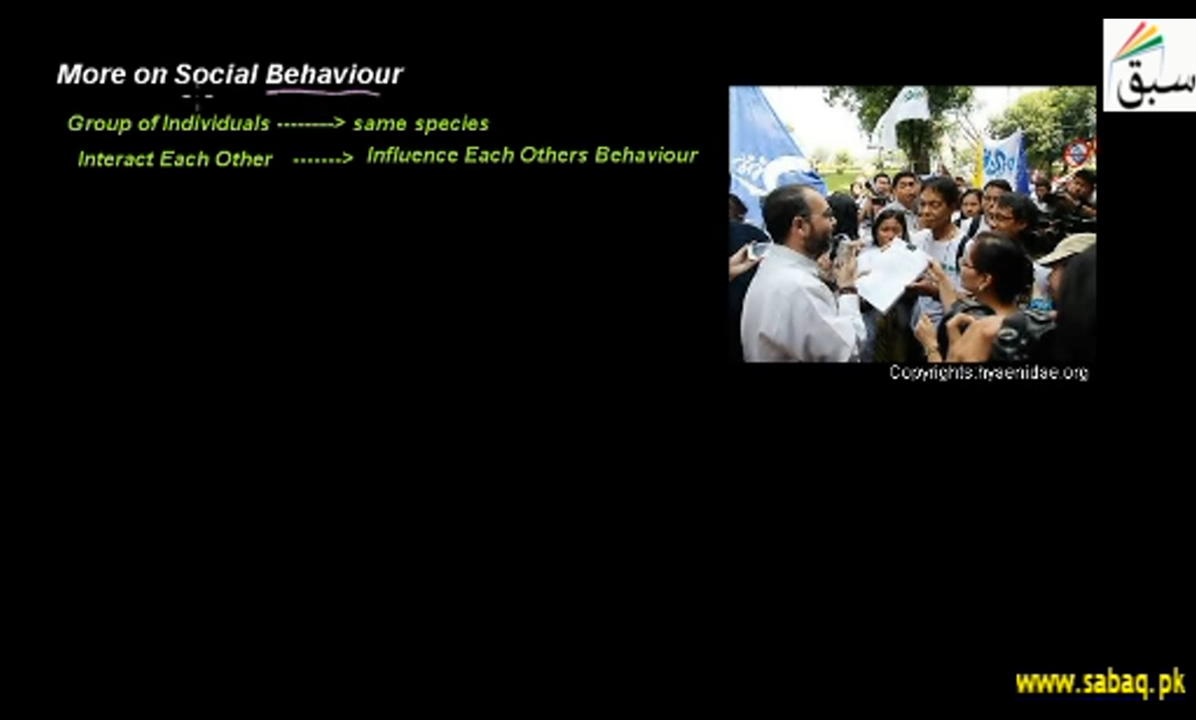 سبق
More on Social Behaviour
Group of Individuals --------> same species
Interact Each Other -------> Influence Each Others Behaviour
Copyrights:hyaenidae.org
www.sabaq.pk